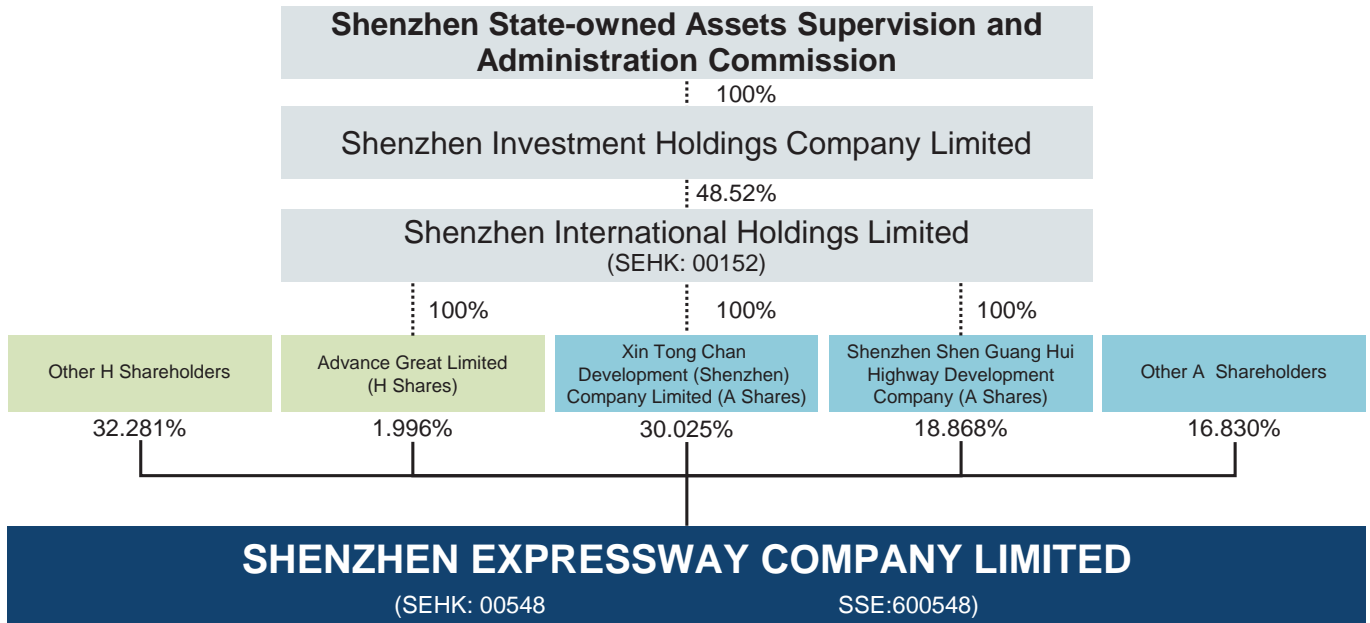 Shenzhen State-owned Assets Supervision and
Administration Commission
100%
Shenzhen Investment Holdings Company Limited
48.52%
Shenzhen International Holdings Limited
(SEHK: 00152)
100%
100%
100%
Other H Shareholders
Advance Great Limited
(H Shares)
Xin Tong Chan
Development (Shenzhen)
Company Limited (A Shares)
Shenzhen Shen Guang Hui
Highway Development
Company (A Shares)
Other A Shareholders
32.281%
1.996%
30.025%
18.868%
16.830%
SHENZHEN EXPRESSWAY COMPANY LIMITED
(SEHK: 00548 SSE:600548)